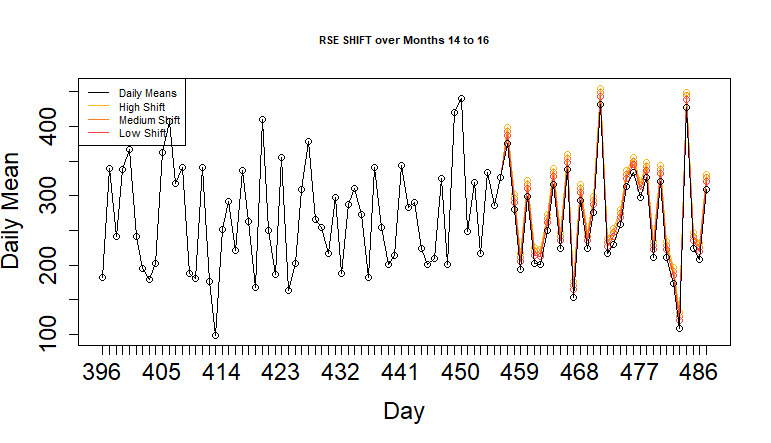 RSE SHIFT over Months 14 to 16
Daily Means
High Shift
Medium Shift
Low Shift
Daily Mean
400
300
200
100
396 405 414 423 432 441 450 459 468 477 486
Day